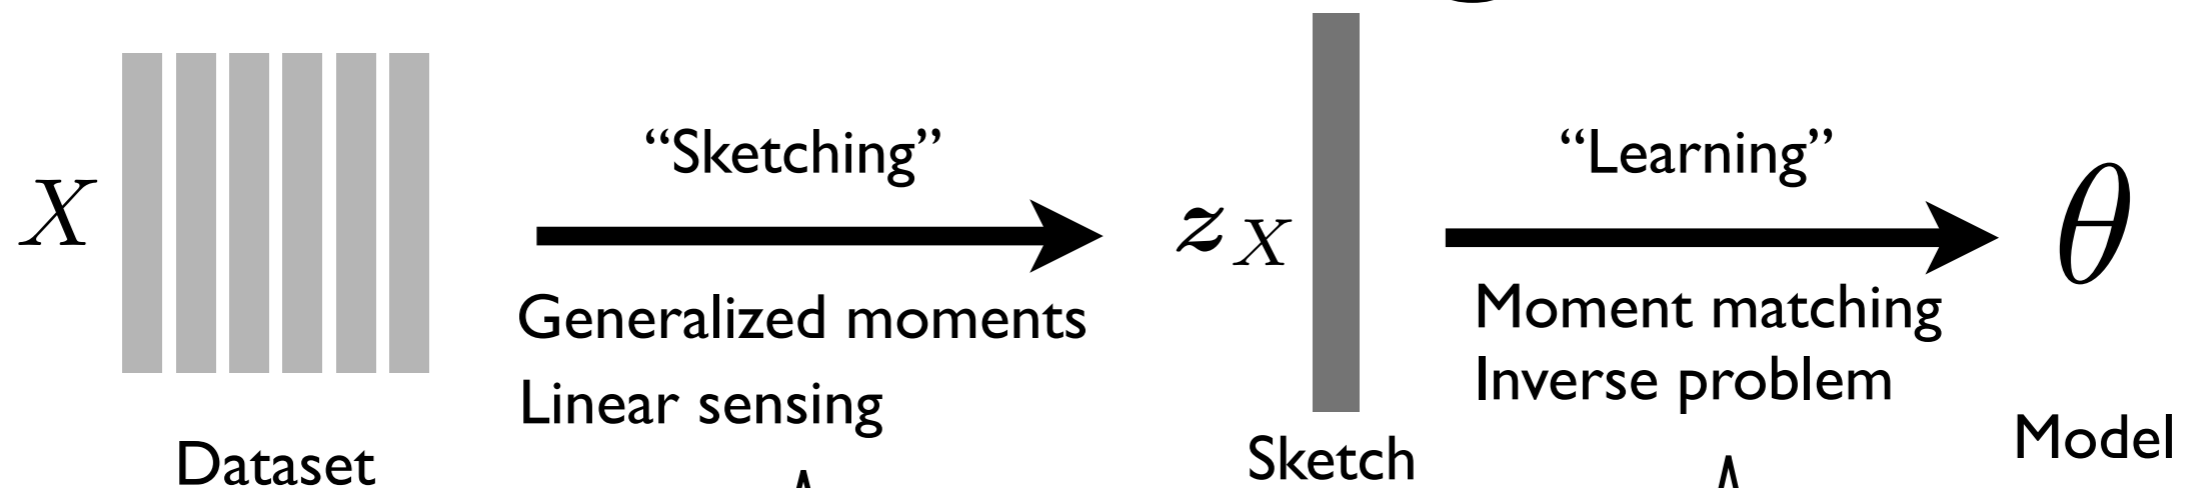 X
Dataset
“Sketching”
Generalized moments
Linear sensing
z_X
Sketch
“Learning”
Moment matching
Inverse problem
θ
Model